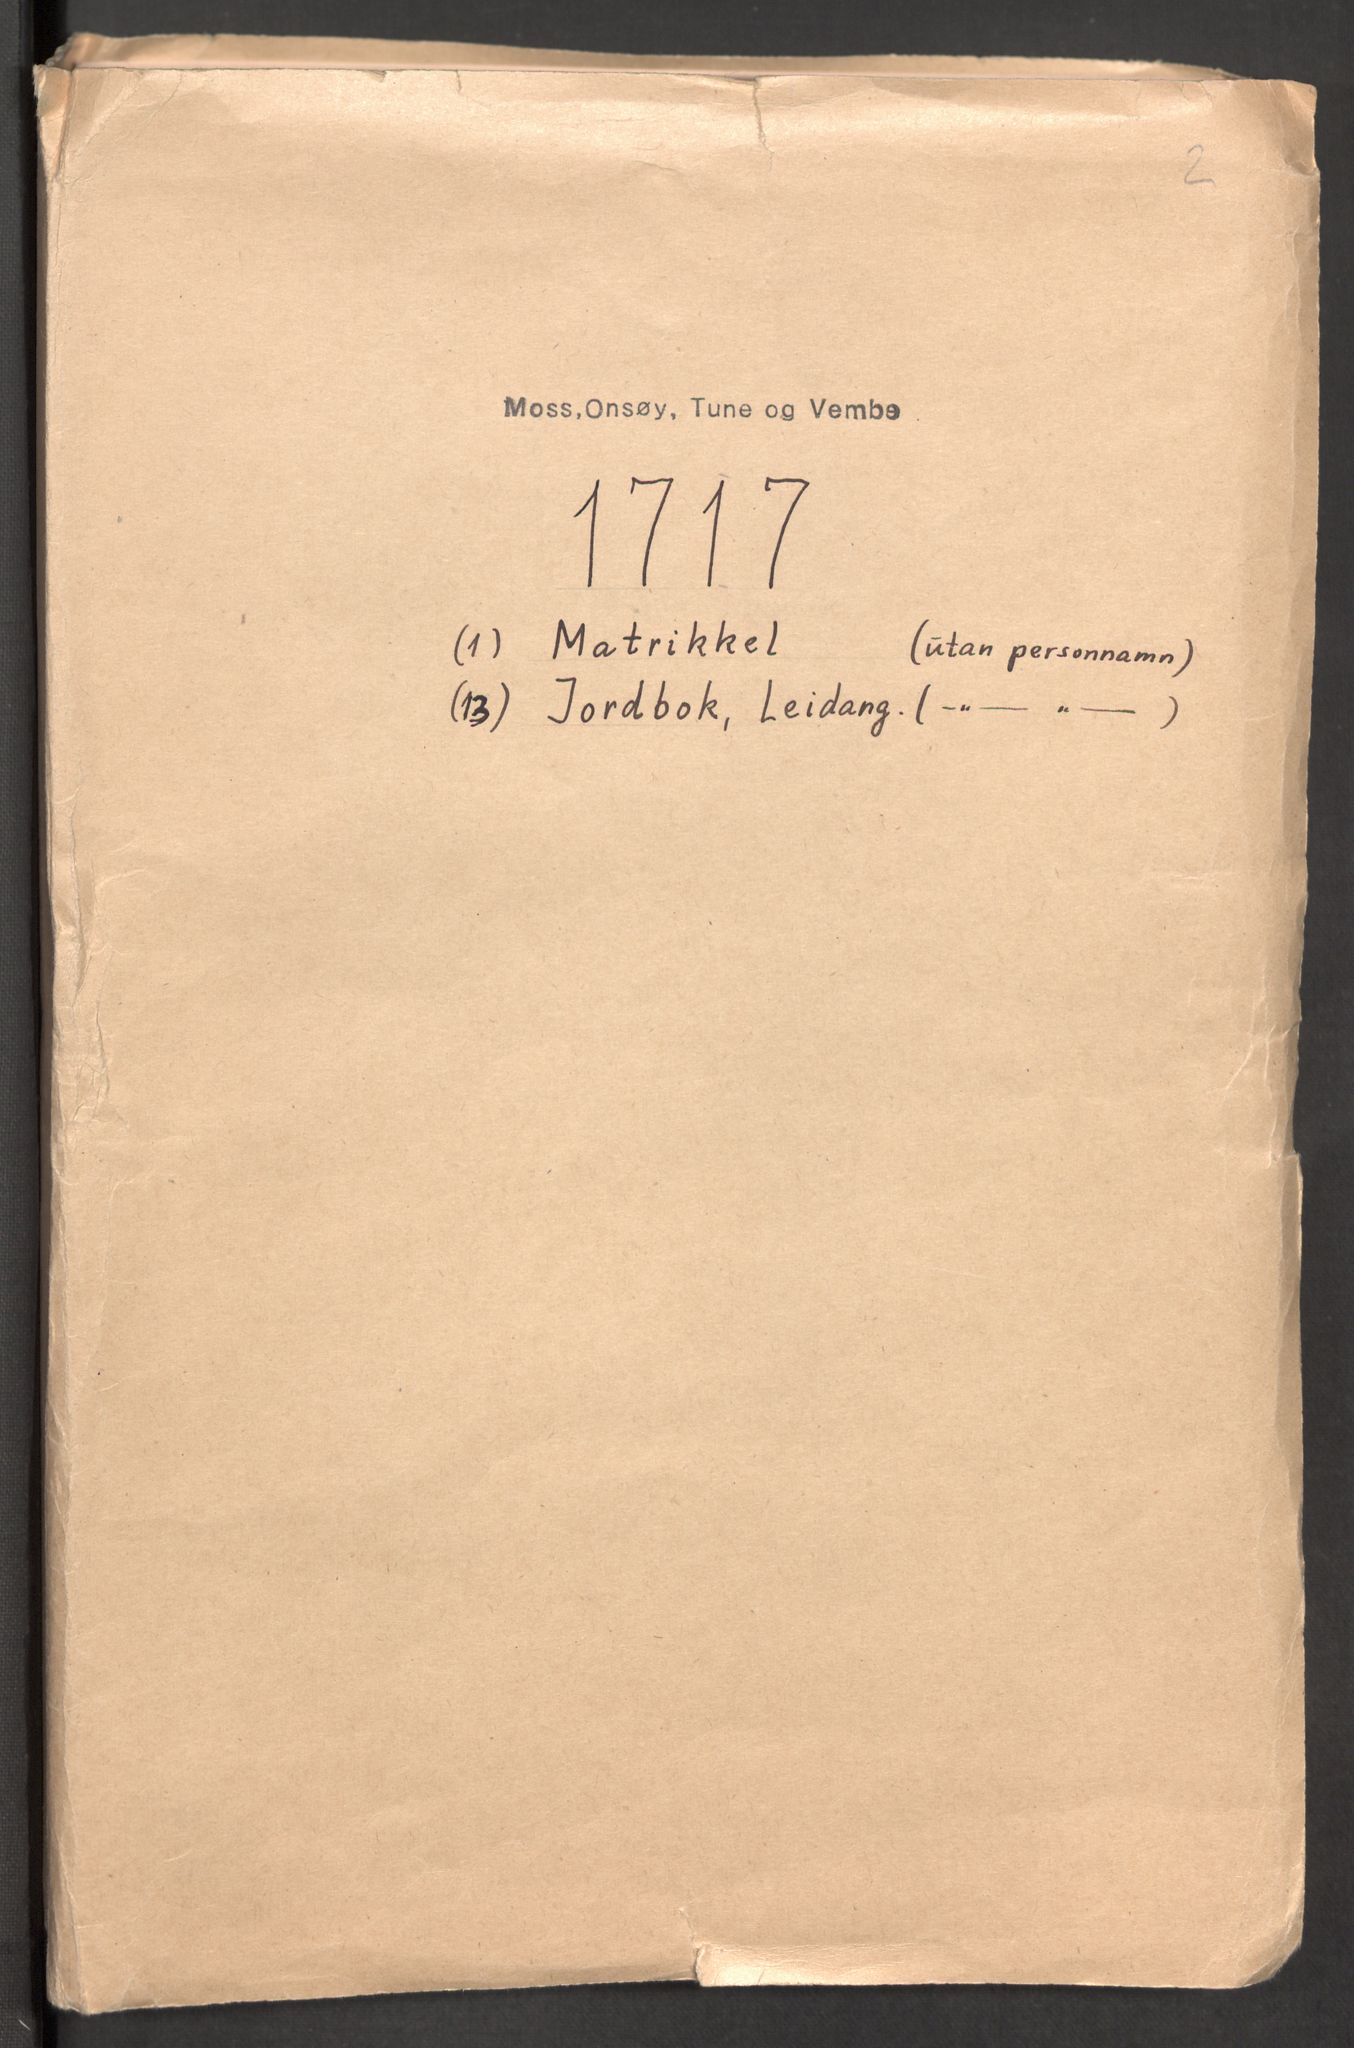 2
Moss, Onsøy, Tune og Vembe
1717
(1) Matrikkel (utan personnamn)
(13) Jordbok, Leidang. ( -"— "— )